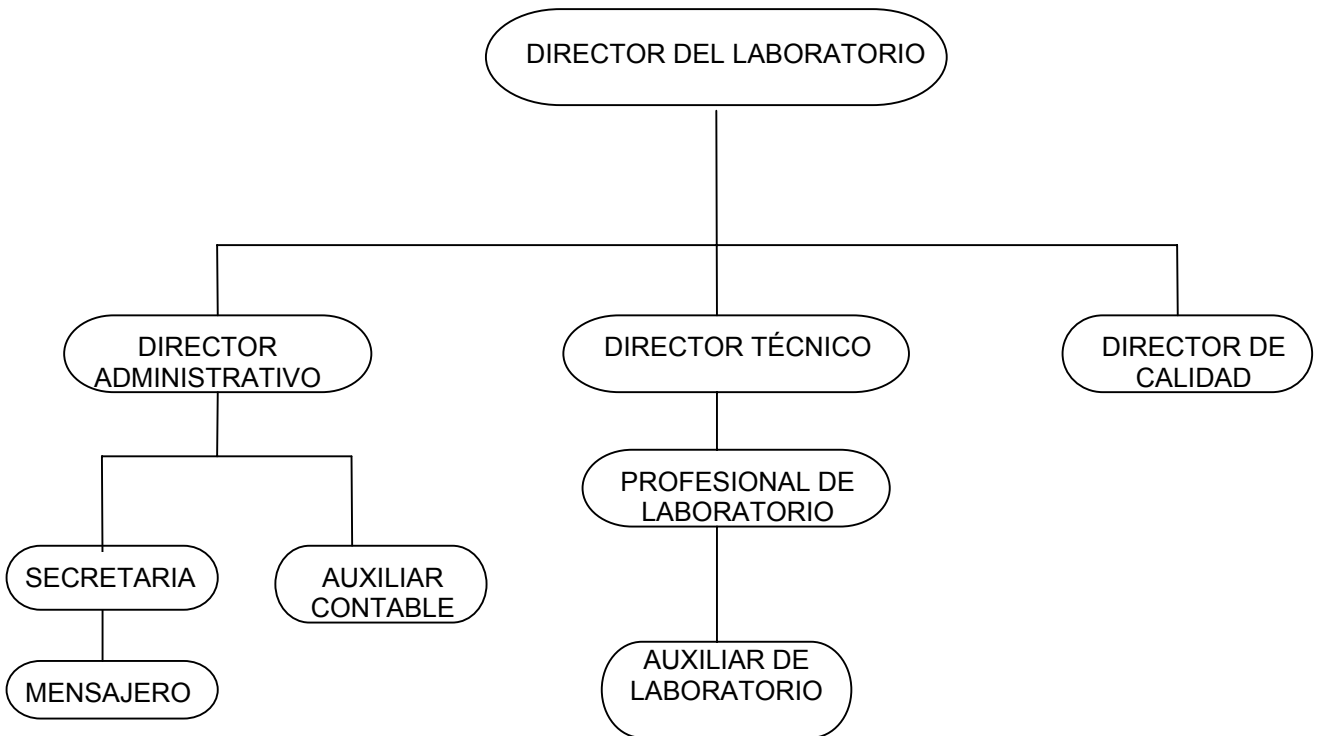 DIRECTOR DEL LABORATORIO
DIRECTOR
ADMINISTRATIVO
DIRECTOR TÉCNICO
DIRECTOR DE
CALIDAD
PROFESIONAL DE
LABORATORIO
SECRETARIA
AUXILIAR
CONTABLE
MENSAJERO
AUXILIAR DE
LABORATORIO